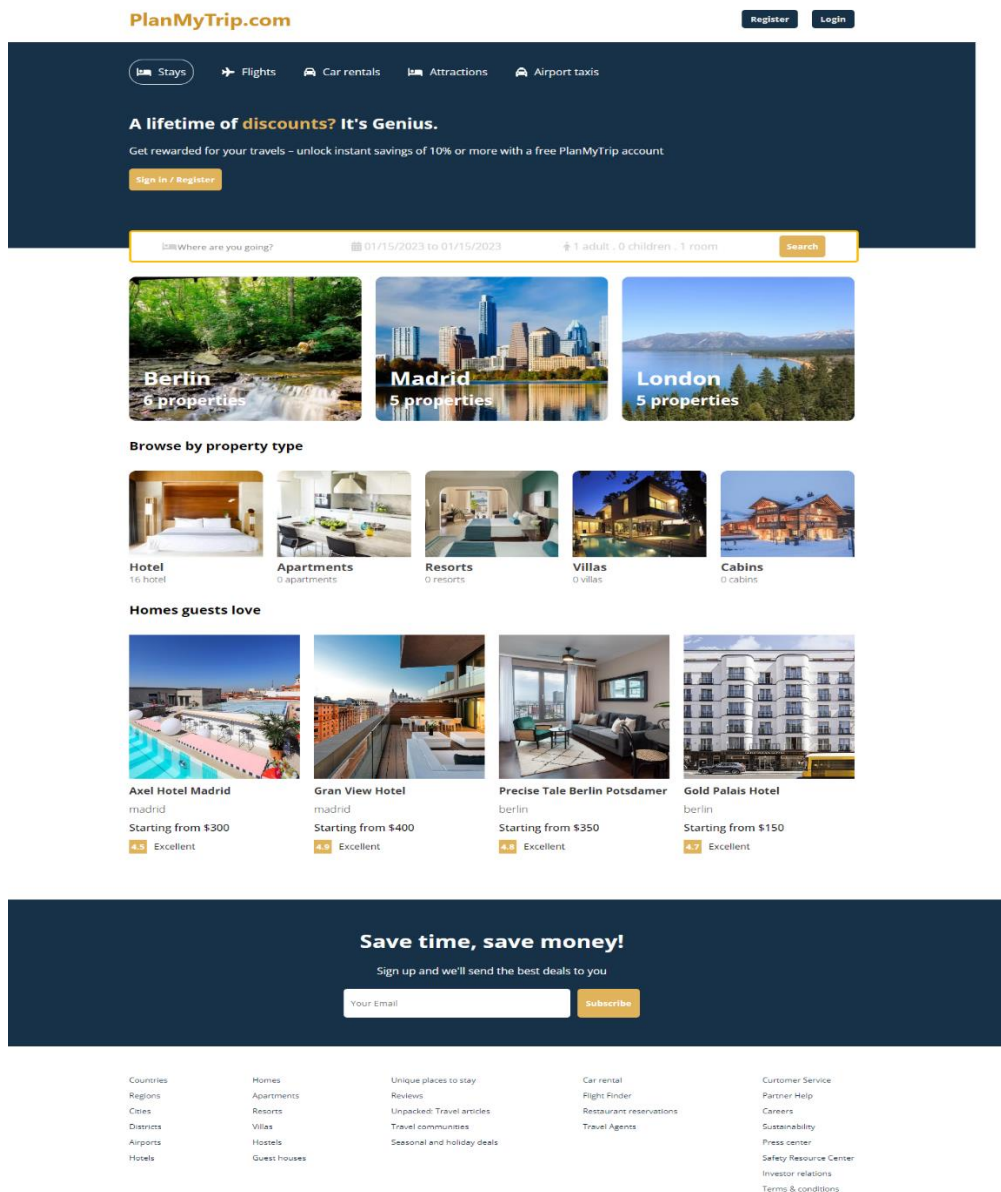 PlanMyTrip.com
Register Login
Stays Flights Car rentals Attractions Airport taxis
A lifetime of discounts? It's Genius.
Get rewarded for your travels – unlock instant savings of 10% or more with a free PlanMyTrip account
Sign in / Register
Where are you going? 01/15/2023 to 01/15/2023 1 adult . 0 children . 1 room Search
Berlin
6 properties
Madrid
5 properties
London
5 properties
Browse by property type
Hotel
16 hotel
Apartments
0 apartments
Resorts
0 resorts
Villas
0 villas
Cabins
0 cabins
Homes guests love
Axel Hotel Madrid
madrid
Starting from $300
4.5 Excellent
Gran View Hotel
madrid
Starting from $400
4.9 Excellent
Precise Tale Berlin Potsdamer
berlin
Starting from $350
4.8 Excellent
Gold Palais Hotel
berlin
Starting from $150
4.7 Excellent
Save time, save money!
Sign up and we'll send the best deals to you
Your Email Subscribe
Countries
Regions
Cities
Districts
Airports
Hotels
Homes
Apartments
Resorts
Villas
Hostels
Guest houses
Unique places to stay
Reviews
Unpacked: Travel articles
Travel communities
Seasonal and holiday deals
Car rental
Flight Finder
Restaurant reservations
Travel Agents
Curtomer Service
Partner Help
Careers
Sustainability
Press center
Safety Resource Center
Investor relations
Terms & conditions